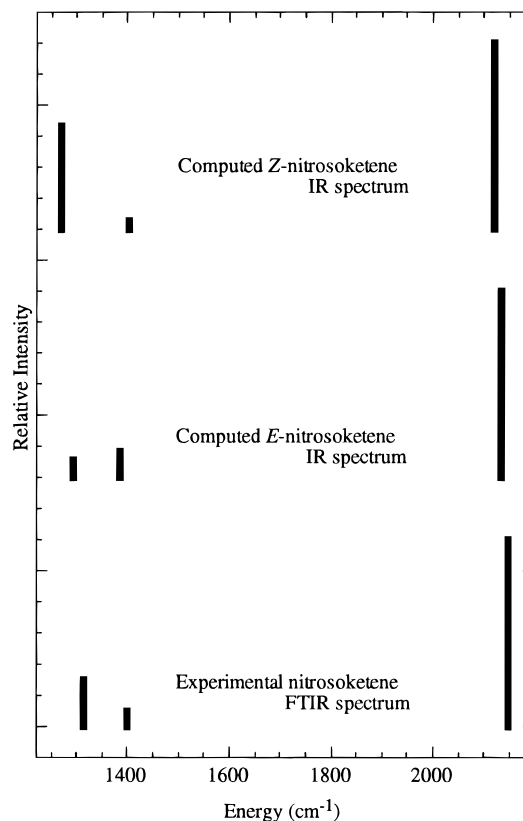 Computed Z-nitrosoketene
IR spectrum
Relative Intensity
Computed E-nitrosoketene
IR spectrum
Experimental nitrosoketene
FTIR spectrum
1400
1600
1800
2000
Energy (cm-1)